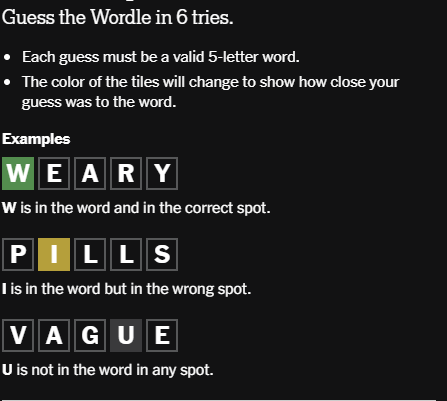 Guess the Wordle in 6 tries.
• Each guess must be a valid 5-letter word.
• The color of the tiles will change to show how close your
guess was to the word.
Examples
W E A R Y
W is in the word and in the correct spot.
P I L L S
I is in the word but in the wrong spot.
V A G U E
U is not in the word in any spot.